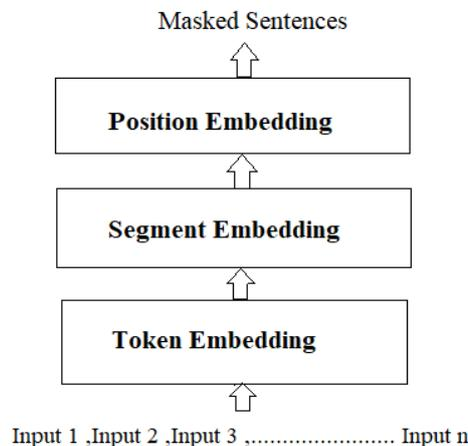 Masked Sentences
Position Embedding
Segment Embedding
Token Embedding
Input 1 ,Input 2 ,Input 3 ,....................... Input n